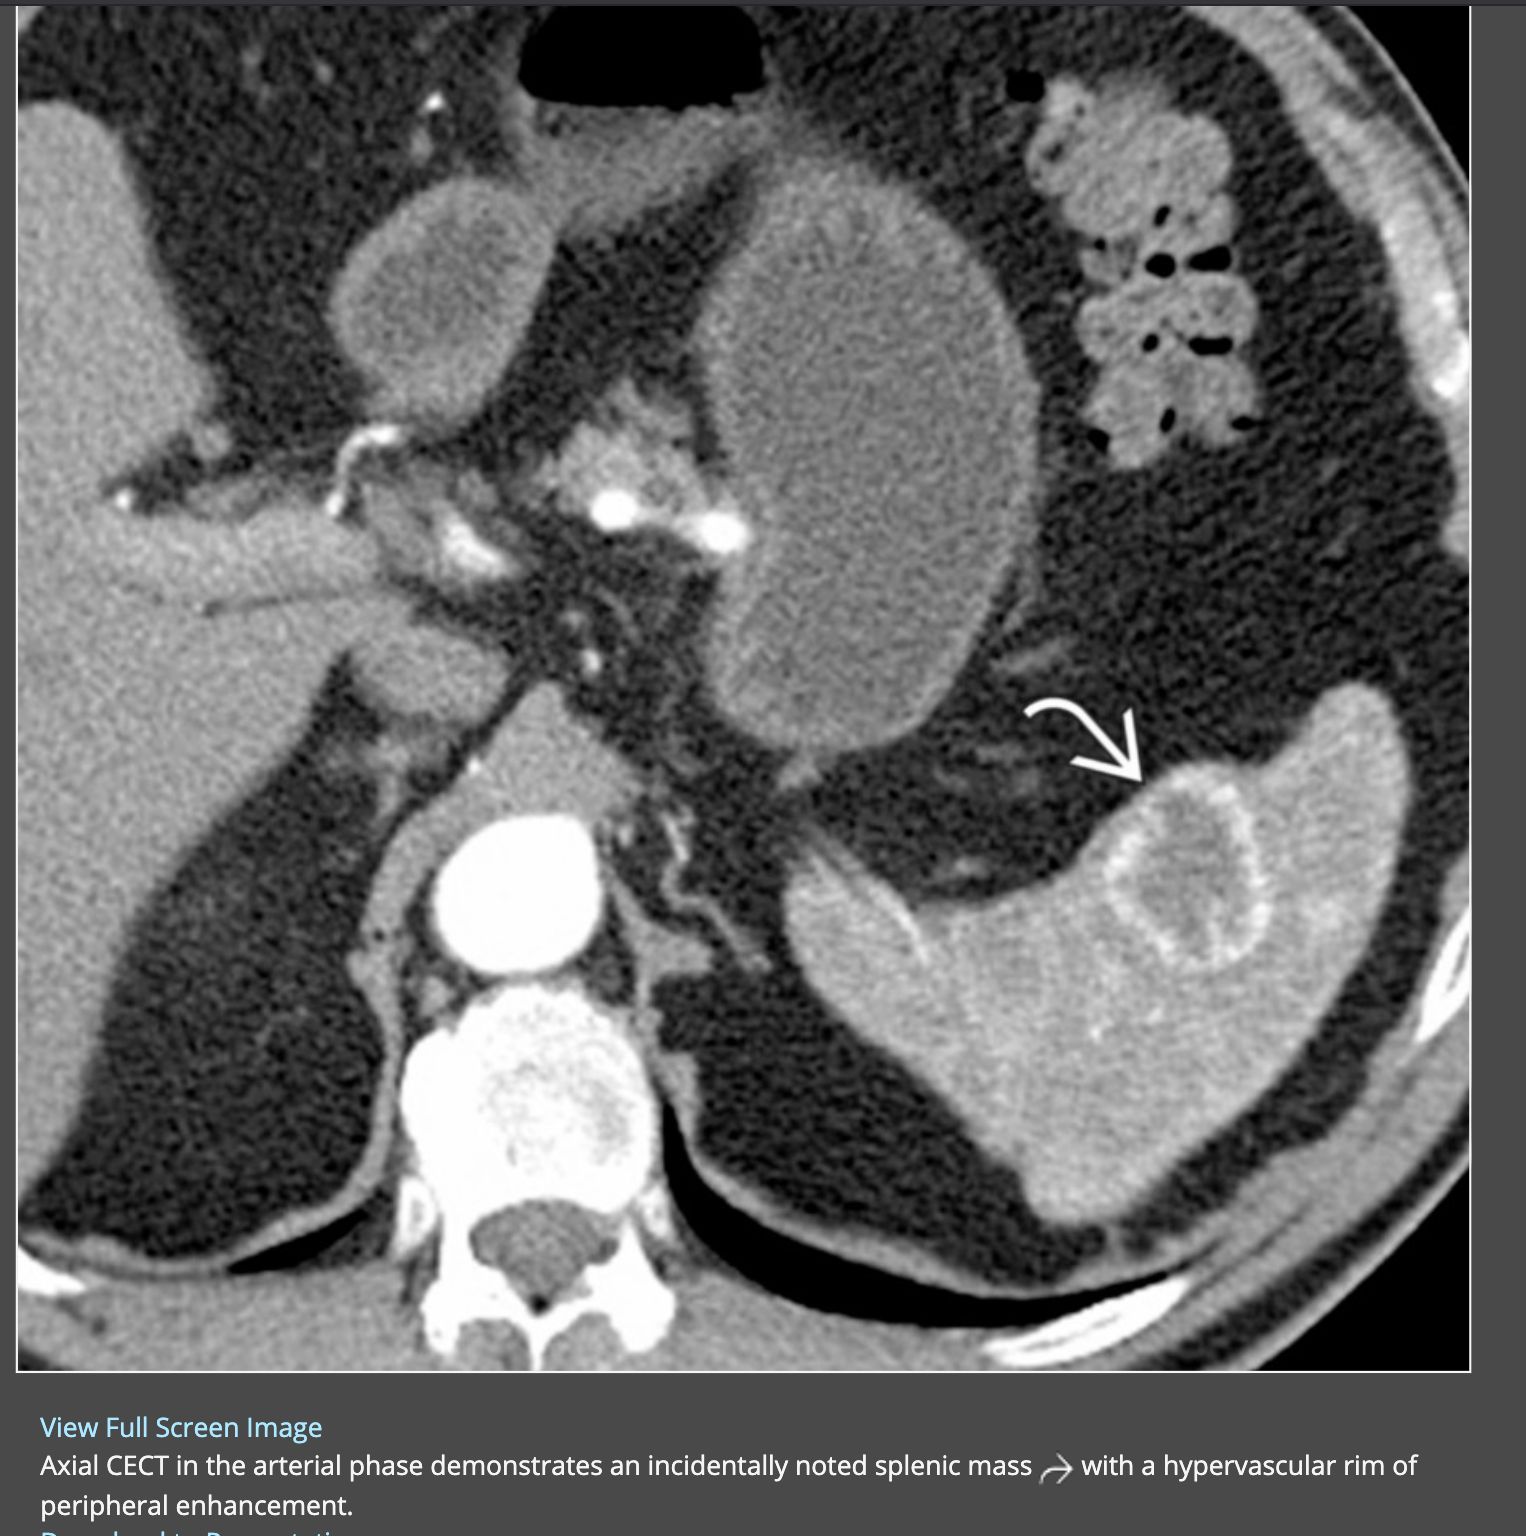 View Full Screen Image
Axial CECT in the arterial phase demonstrates an incidentally noted splenic mass with a hypervascular rim of
peripheral enhancement.